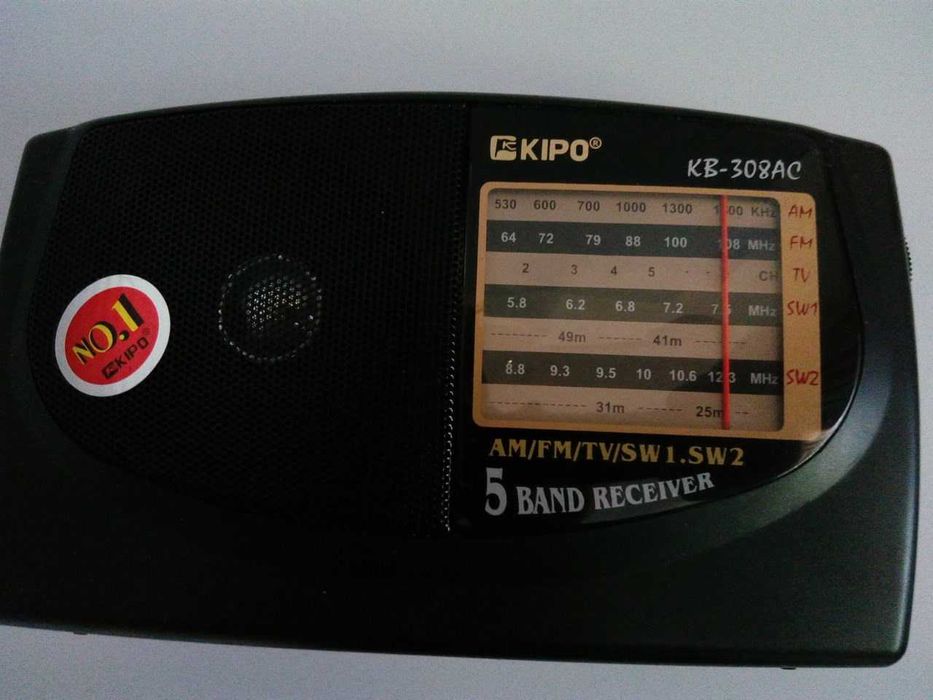 KIPO®
KB-308AC
530 600 700 1000 1300 KHz AM
64 72 79 88 100 108 MHz FM
2 3 4 5 CH TV
5.8 6.2 6.8 7.2 MHz SW1
49m 41m
8.8 9.3 9.5 10 10.6 12.3 MHz SW2
31m 25m
AM/FM/TV/SW1.SW2
5 BAND RECEIVER
NO.1
KIPO®